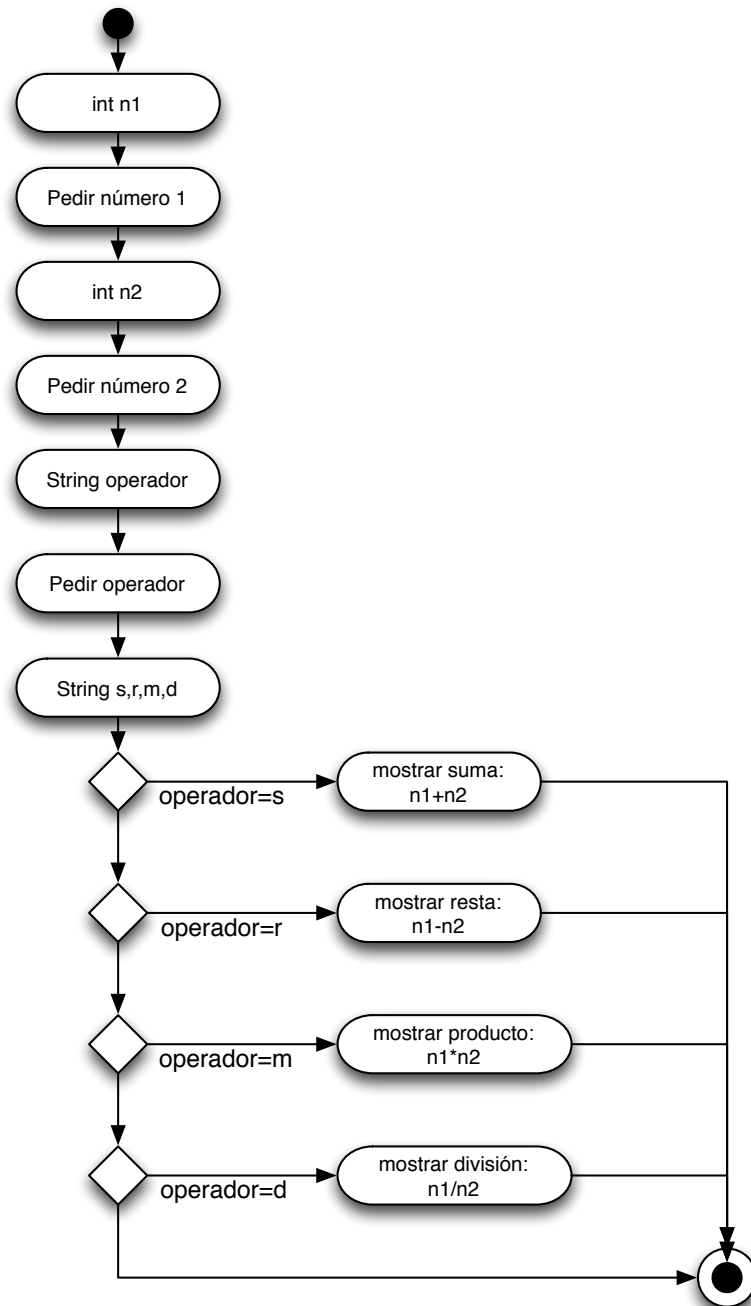 int n1
Pedir número 1
int n2
Pedir número 2
String operador
Pedir operador
String s,r,m,d
operador=s
mostrar suma:
n1+n2
operador=r
mostrar resta:
n1-n2
operador=m
mostrar producto:
n1*n2
operador=d
mostrar división:
n1/n2